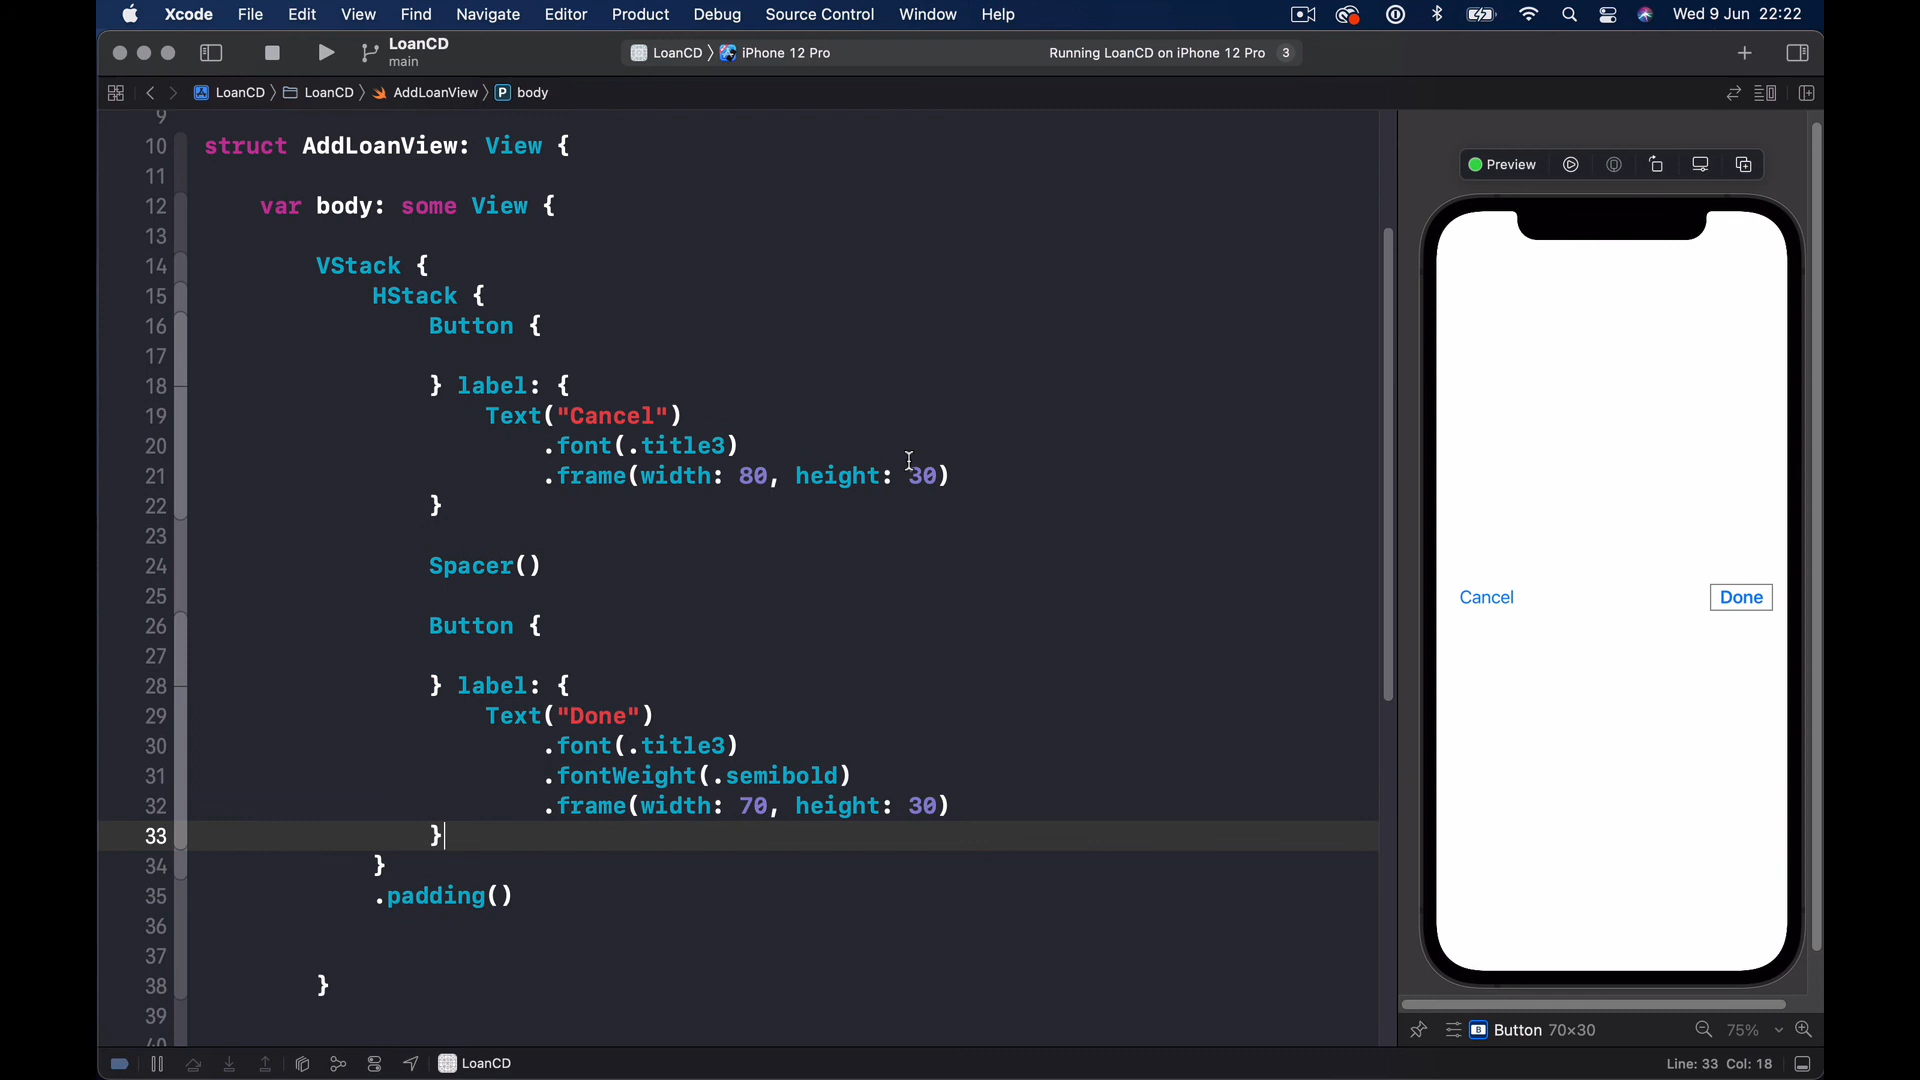 Xcode File Edit View Find Navigate Editor Product Debug Source Control Window Help Wed 9 Jun 22:22
LoanCD
main
LoanCD 〉 iPhone 12 Pro Running LoanCD on iPhone 12 Pro 3
LoanCD 〉 LoanCD 〉 AddLoanView 〉 P body
9
10 struct AddLoanView: View {
11
12 var body: some View {
13
14 VStack {
15 HStack {
16 Button {
17
18 } label: {
19 Text("Cancel")
20 .font(.title3)
21 .frame(width: 80, height: 30)
22 }
23
24 Spacer()
25
26 Button {
27
28 } label: {
29 Text("Done")
30 .font(.title3)
31 .fontWeight(.semibold)
32 .frame(width: 70, height: 30)
33 }
34 }
35 .padding()
36
37
38 }
39
40
Preview
Cancel Done
B Button 70×30 75%
LoanCD Line: 33 Col: 18